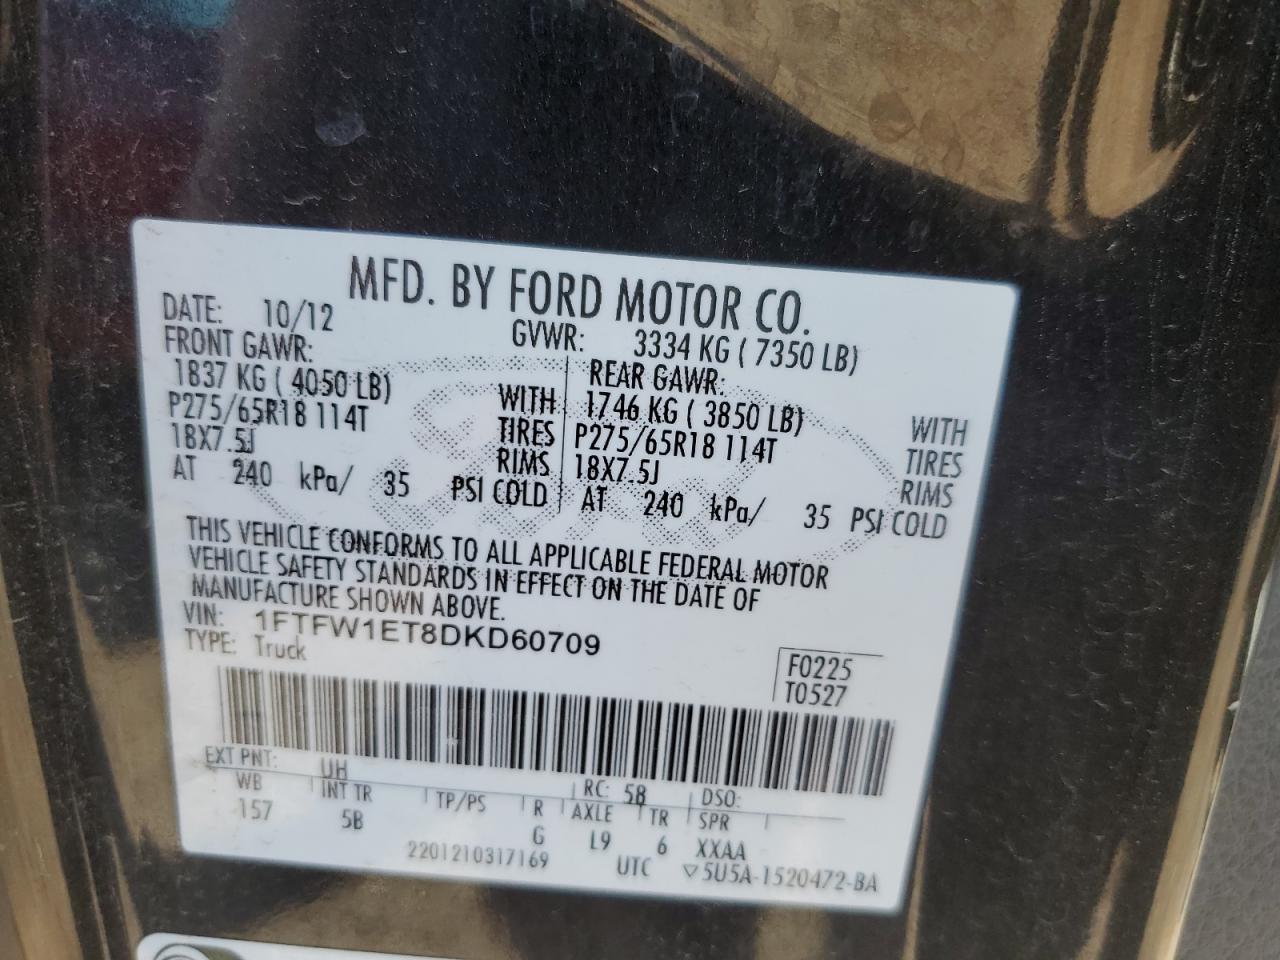 MFD. BY FORD MOTOR CO.
DATE: 10/12 GVWR: 3334 KG ( 7350 LB)
FRONT GAWR: REAR GAWR:
1837 KG ( 4050 LB) WITH 1746 KG ( 3850 LB) WITH
P275/65R18 114T TIRES P275/65R18 114T TIRES
18X7.5J RIMS 18X7.5J RIMS
AT 240 kPa/ 35 PSI COLD AT 240 kPa/ 35 PSI COLD
THIS VEHICLE CONFORMS TO ALL APPLICABLE FEDERAL MOTOR
VEHICLE SAFETY STANDARDS IN EFFECT ON THE DATE OF
MANUFACTURE SHOWN ABOVE.
VIN: 1FTFW1ET8DKD60709
TYPE: Truck
F0225
T0527
EXT PNT: UH RC: 58 DSO:
WB INT TR TP/PS R AXLE TR SPR
157 5B G L9 6 XXAA
2201210317169 UTC ▽5U5A-1520472-BA